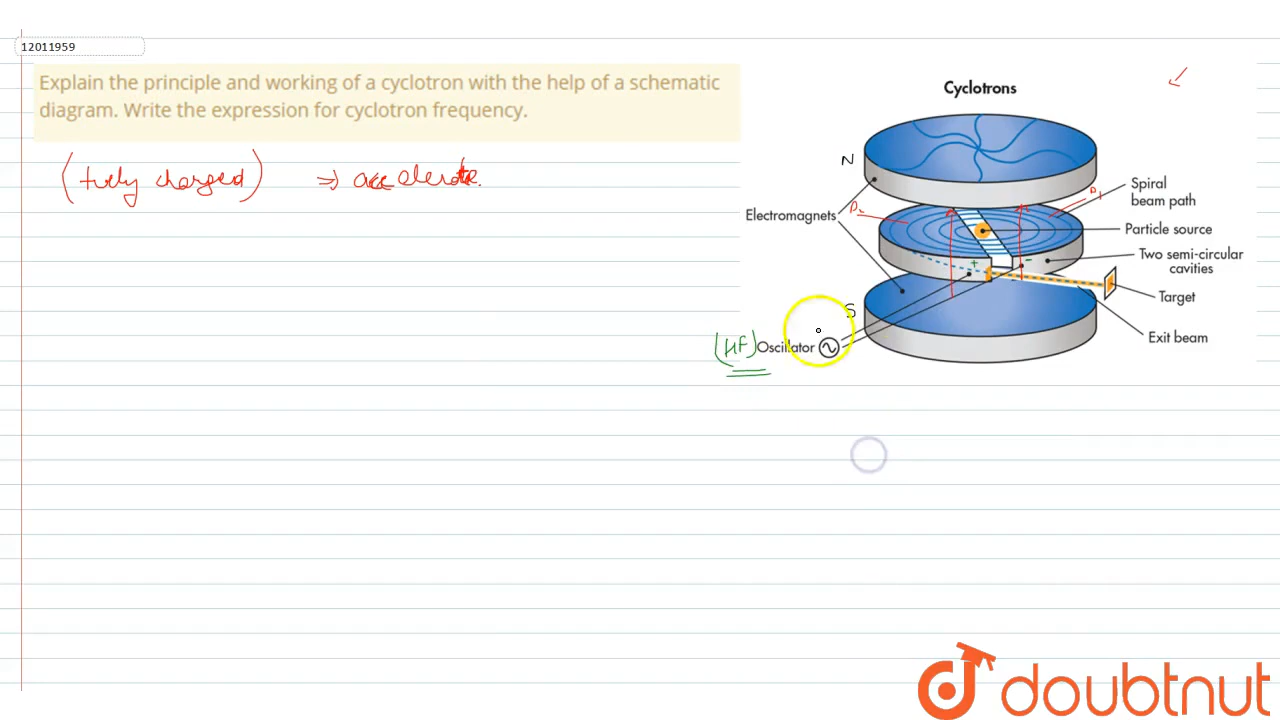 12011959
Explain the principle and working of a cyclotron with the help of a schematic
diagram. Write the expression for cyclotron frequency.
(fully charged) ⇒ accelerate.
Cyclotrons
N
Electromagnets
D₂
D₁
Spiral
beam path
Particle source
Two semi-circular
cavities
+
-
Target
S
Exit beam
(HF) Oscillator
doubtnut